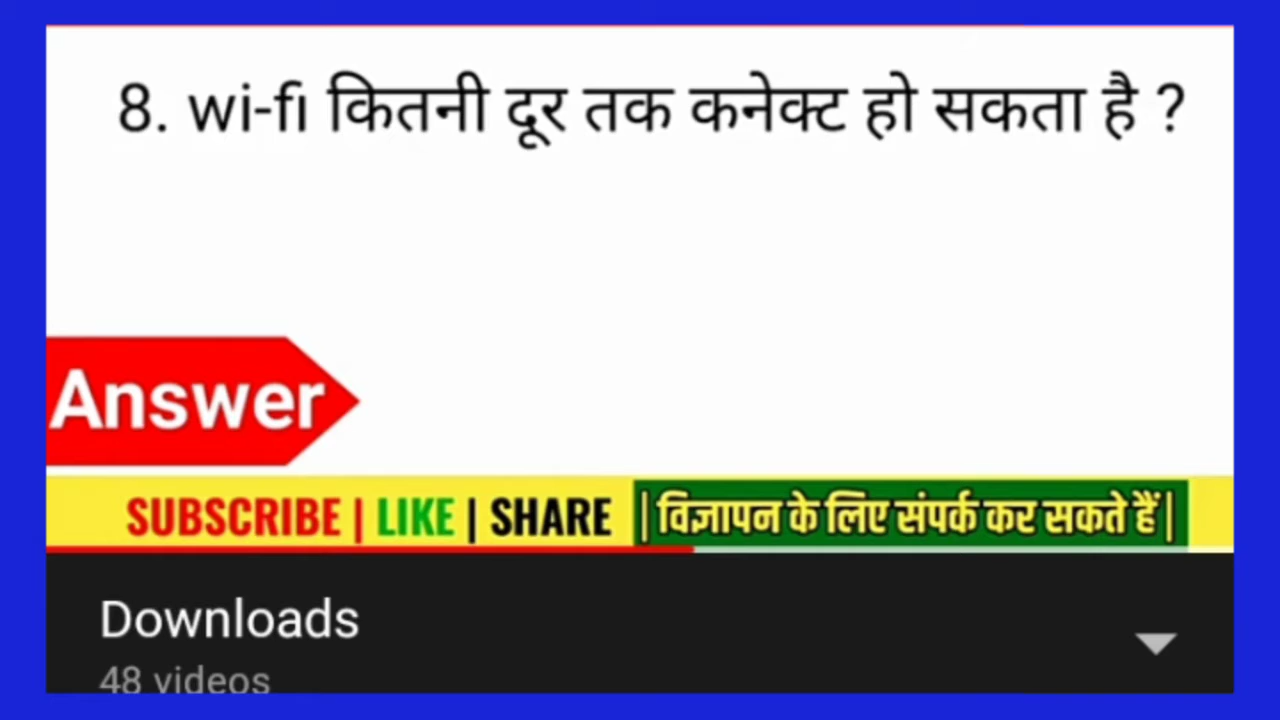 8. wi-fi कितनी दूर तक कनेक्ट हो सकता है ?
Answer
SUBSCRIBE | LIKE | SHARE | विज्ञापन के लिए संपर्क कर सकते हैं |
Downloads
48 videos